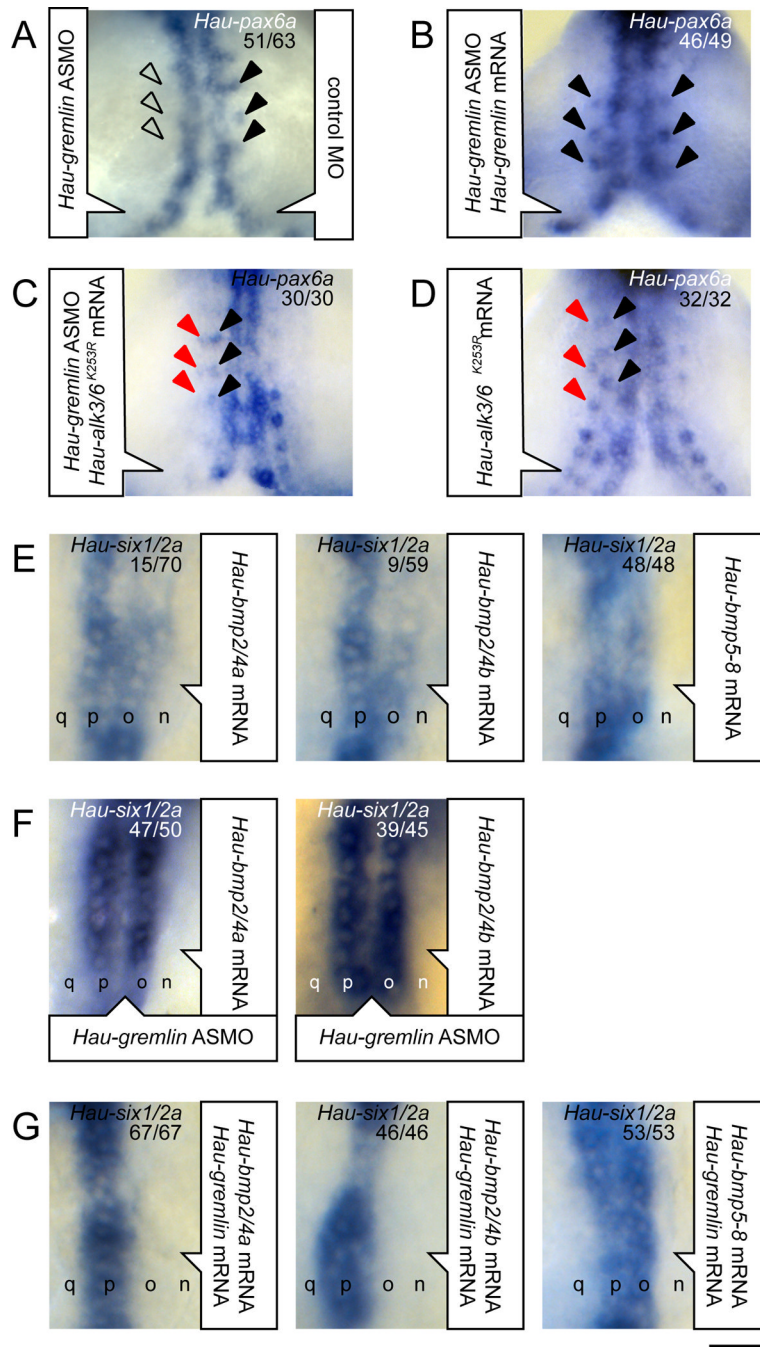 A
Hau-pax6a
51/63
Hau-gremlin ASMO
control MO
B
Hau-pax6a
46/49
Hau-gremlin ASMO
Hau-gremlin mRNA
C
Hau-pax6a
30/30
Hau-gremlin ASMO
Hau-alk3/6 K253R mRNA
D
Hau-pax6a
32/32
Hau-alk3/6 K253R mRNA
E
Hau-six1/2a
15/70
q p o n
Hau-bmp2/4a mRNA
Hau-six1/2a
9/59
q p o n
Hau-bmp2/4b mRNA
Hau-six1/2a
48/48
q p o n
Hau-bmp5-8 mRNA
F
Hau-six1/2a
47/50
q p o n
Hau-bmp2/4a mRNA
Hau-gremlin ASMO
Hau-six1/2a
39/45
q p o n
Hau-bmp2/4b mRNA
Hau-gremlin ASMO
G
Hau-six1/2a
67/67
q p o n
Hau-bmp2/4a mRNA
Hau-gremlin mRNA
Hau-six1/2a
46/46
q p o n
Hau-bmp2/4b mRNA
Hau-gremlin mRNA
Hau-six1/2a
53/53
q p o n
Hau-bmp5-8 mRNA
Hau-gremlin mRNA